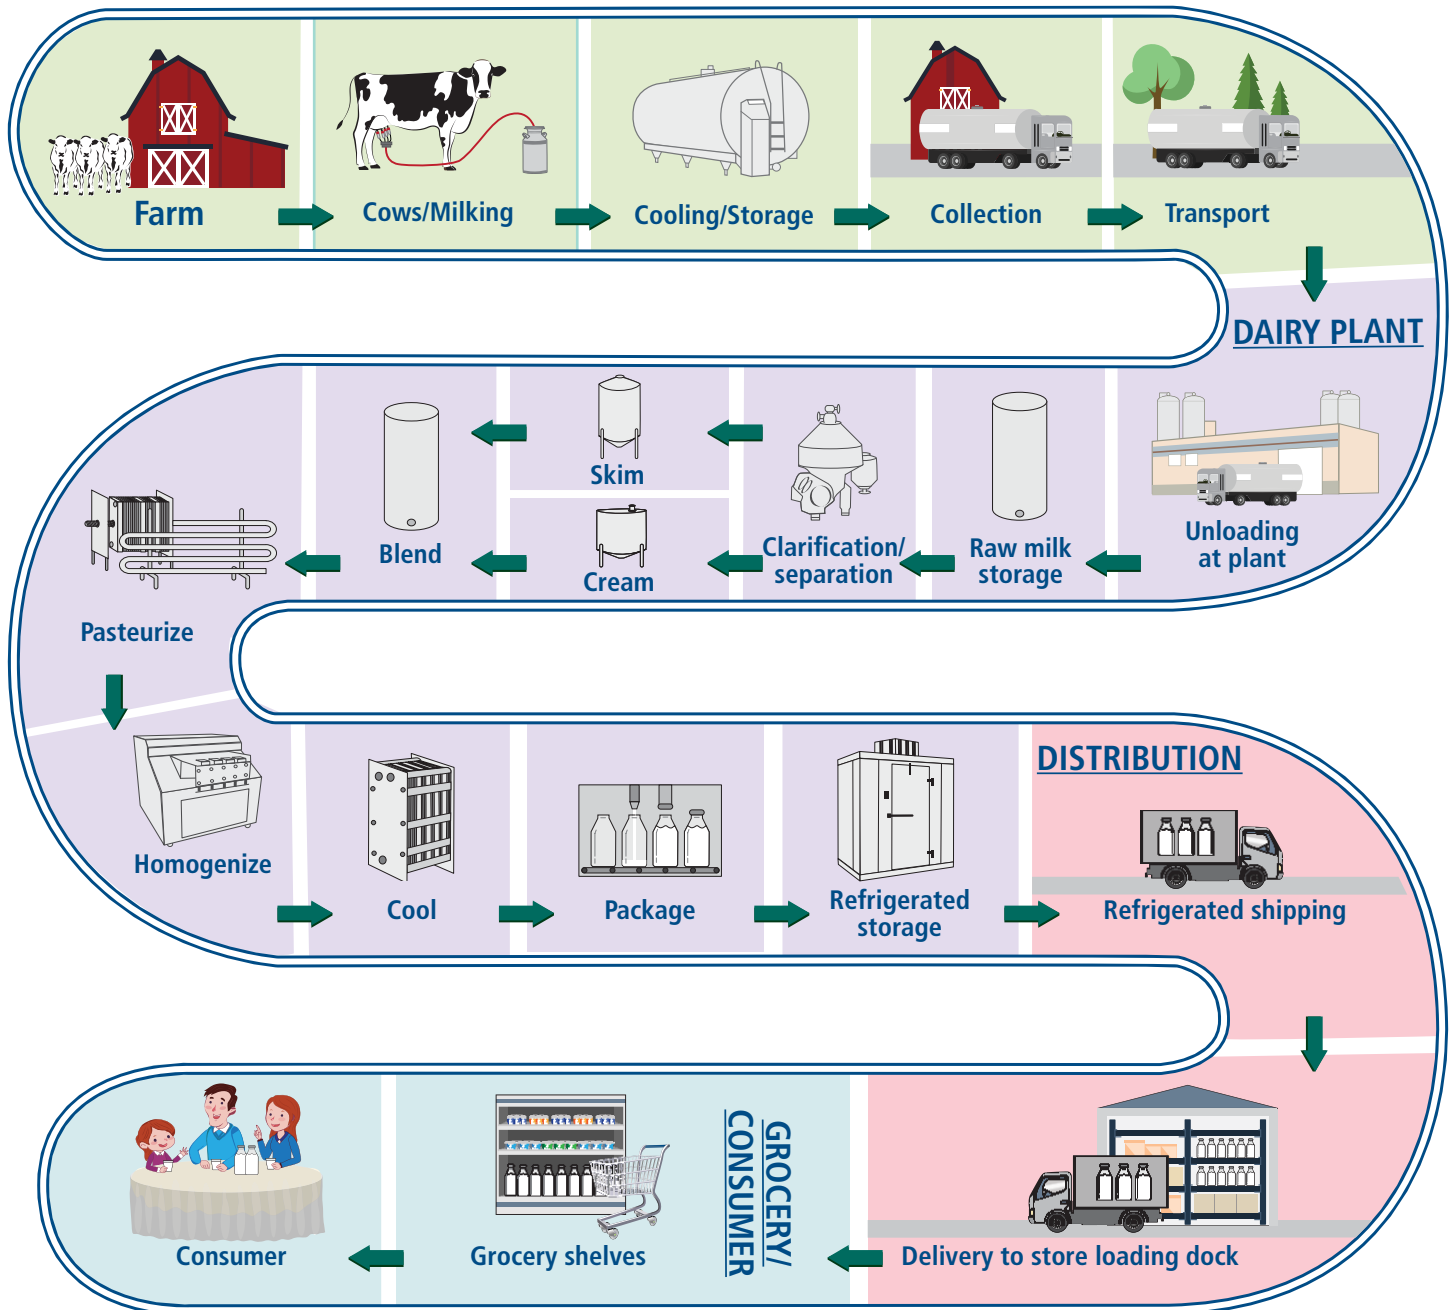 Farm
Cows/Milking
Cooling/Storage
Collection
Transport
DAIRY PLANT
Unloading
at plant
Raw milk
storage
Clarification/
separation
Skim
Cream
Blend
Pasteurize
Homogenize
Cool
Package
Refrigerated
storage
DISTRIBUTION
Refrigerated shipping
Delivery to store loading dock
GROCERY/
CONSUMER
Grocery shelves
Consumer